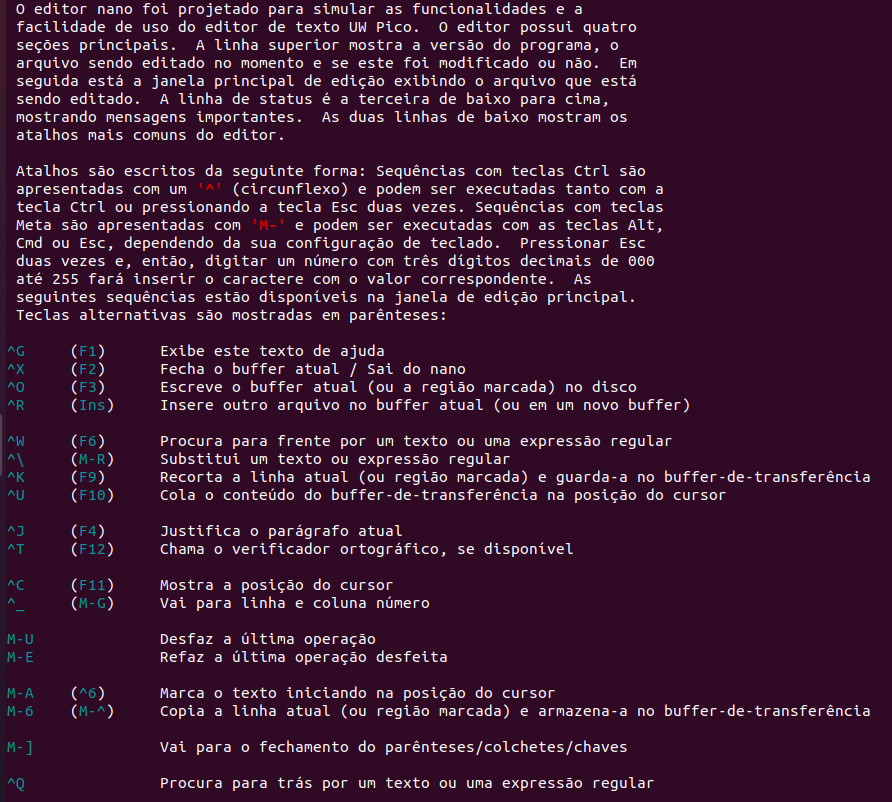 O editor nano foi projetado para simular as funcionalidades e a
facilidade de uso do editor de texto UW Pico.  O editor possui quatro
seções principais.  A linha superior mostra a versão do programa, o
arquivo sendo editado no momento e se este foi modificado ou não.  Em
seguida está a janela principal de edição exibindo o arquivo que está
sendo editado.  A linha de status é a terceira de baixo para cima,
mostrando mensagens importantes.  As duas linhas de baixo mostram os
atalhos mais comuns do editor.

Atalhos são escritos da seguinte forma: Sequências com teclas Ctrl são
apresentadas com um '^' (circunflexo) e podem ser executadas tanto com a
tecla Ctrl ou pressionando a tecla Esc duas vezes. Sequências com teclas
Meta são apresentadas com 'M-' e podem ser executadas com as teclas Alt,
Cmd ou Esc, dependendo da sua configuração de teclado.  Pressionar Esc
duas vezes e, então, digitar um número com três dígitos decimais de 000
até 255 fará inserir o caractere com o valor correspondente.  As
seguintes sequências estão disponíveis na janela de edição principal.
Teclas alternativas são mostradas em parênteses:

^G     (F1)      Exibe este texto de ajuda
^X     (F2)      Fecha o buffer atual / Sai do nano
^O     (F3)      Escreve o buffer atual (ou a região marcada) no disco
^R     (Ins)     Insere outro arquivo no buffer atual (ou em um novo buffer)

^W     (F6)      Procura para frente por um texto ou uma expressão regular
^\     (M-R)     Substitui um texto ou expressão regular
^K     (F9)      Recorta a linha atual (ou região marcada) e guarda-a no buffer-de-transferência
^U     (F10)     Cola o conteúdo do buffer-de-transferência na posição do cursor

^J     (F4)      Justifica o parágrafo atual
^T     (F12)     Chama o verificador ortográfico, se disponível

^C     (F11)     Mostra a posição do cursor
^_     (M-G)     Vai para linha e coluna número

M-U              Desfaz a última operação
M-E              Refaz a última operação desfeita

M-A    (^6)      Marca o texto iniciando na posição do cursor
M-6    (M-^)     Copia a linha atual (ou região marcada) e armazena-a no buffer-de-transferência

M-]              Vai para o fechamento do parênteses/colchetes/chaves

^Q               Procura para trás por um texto ou uma expressão regular